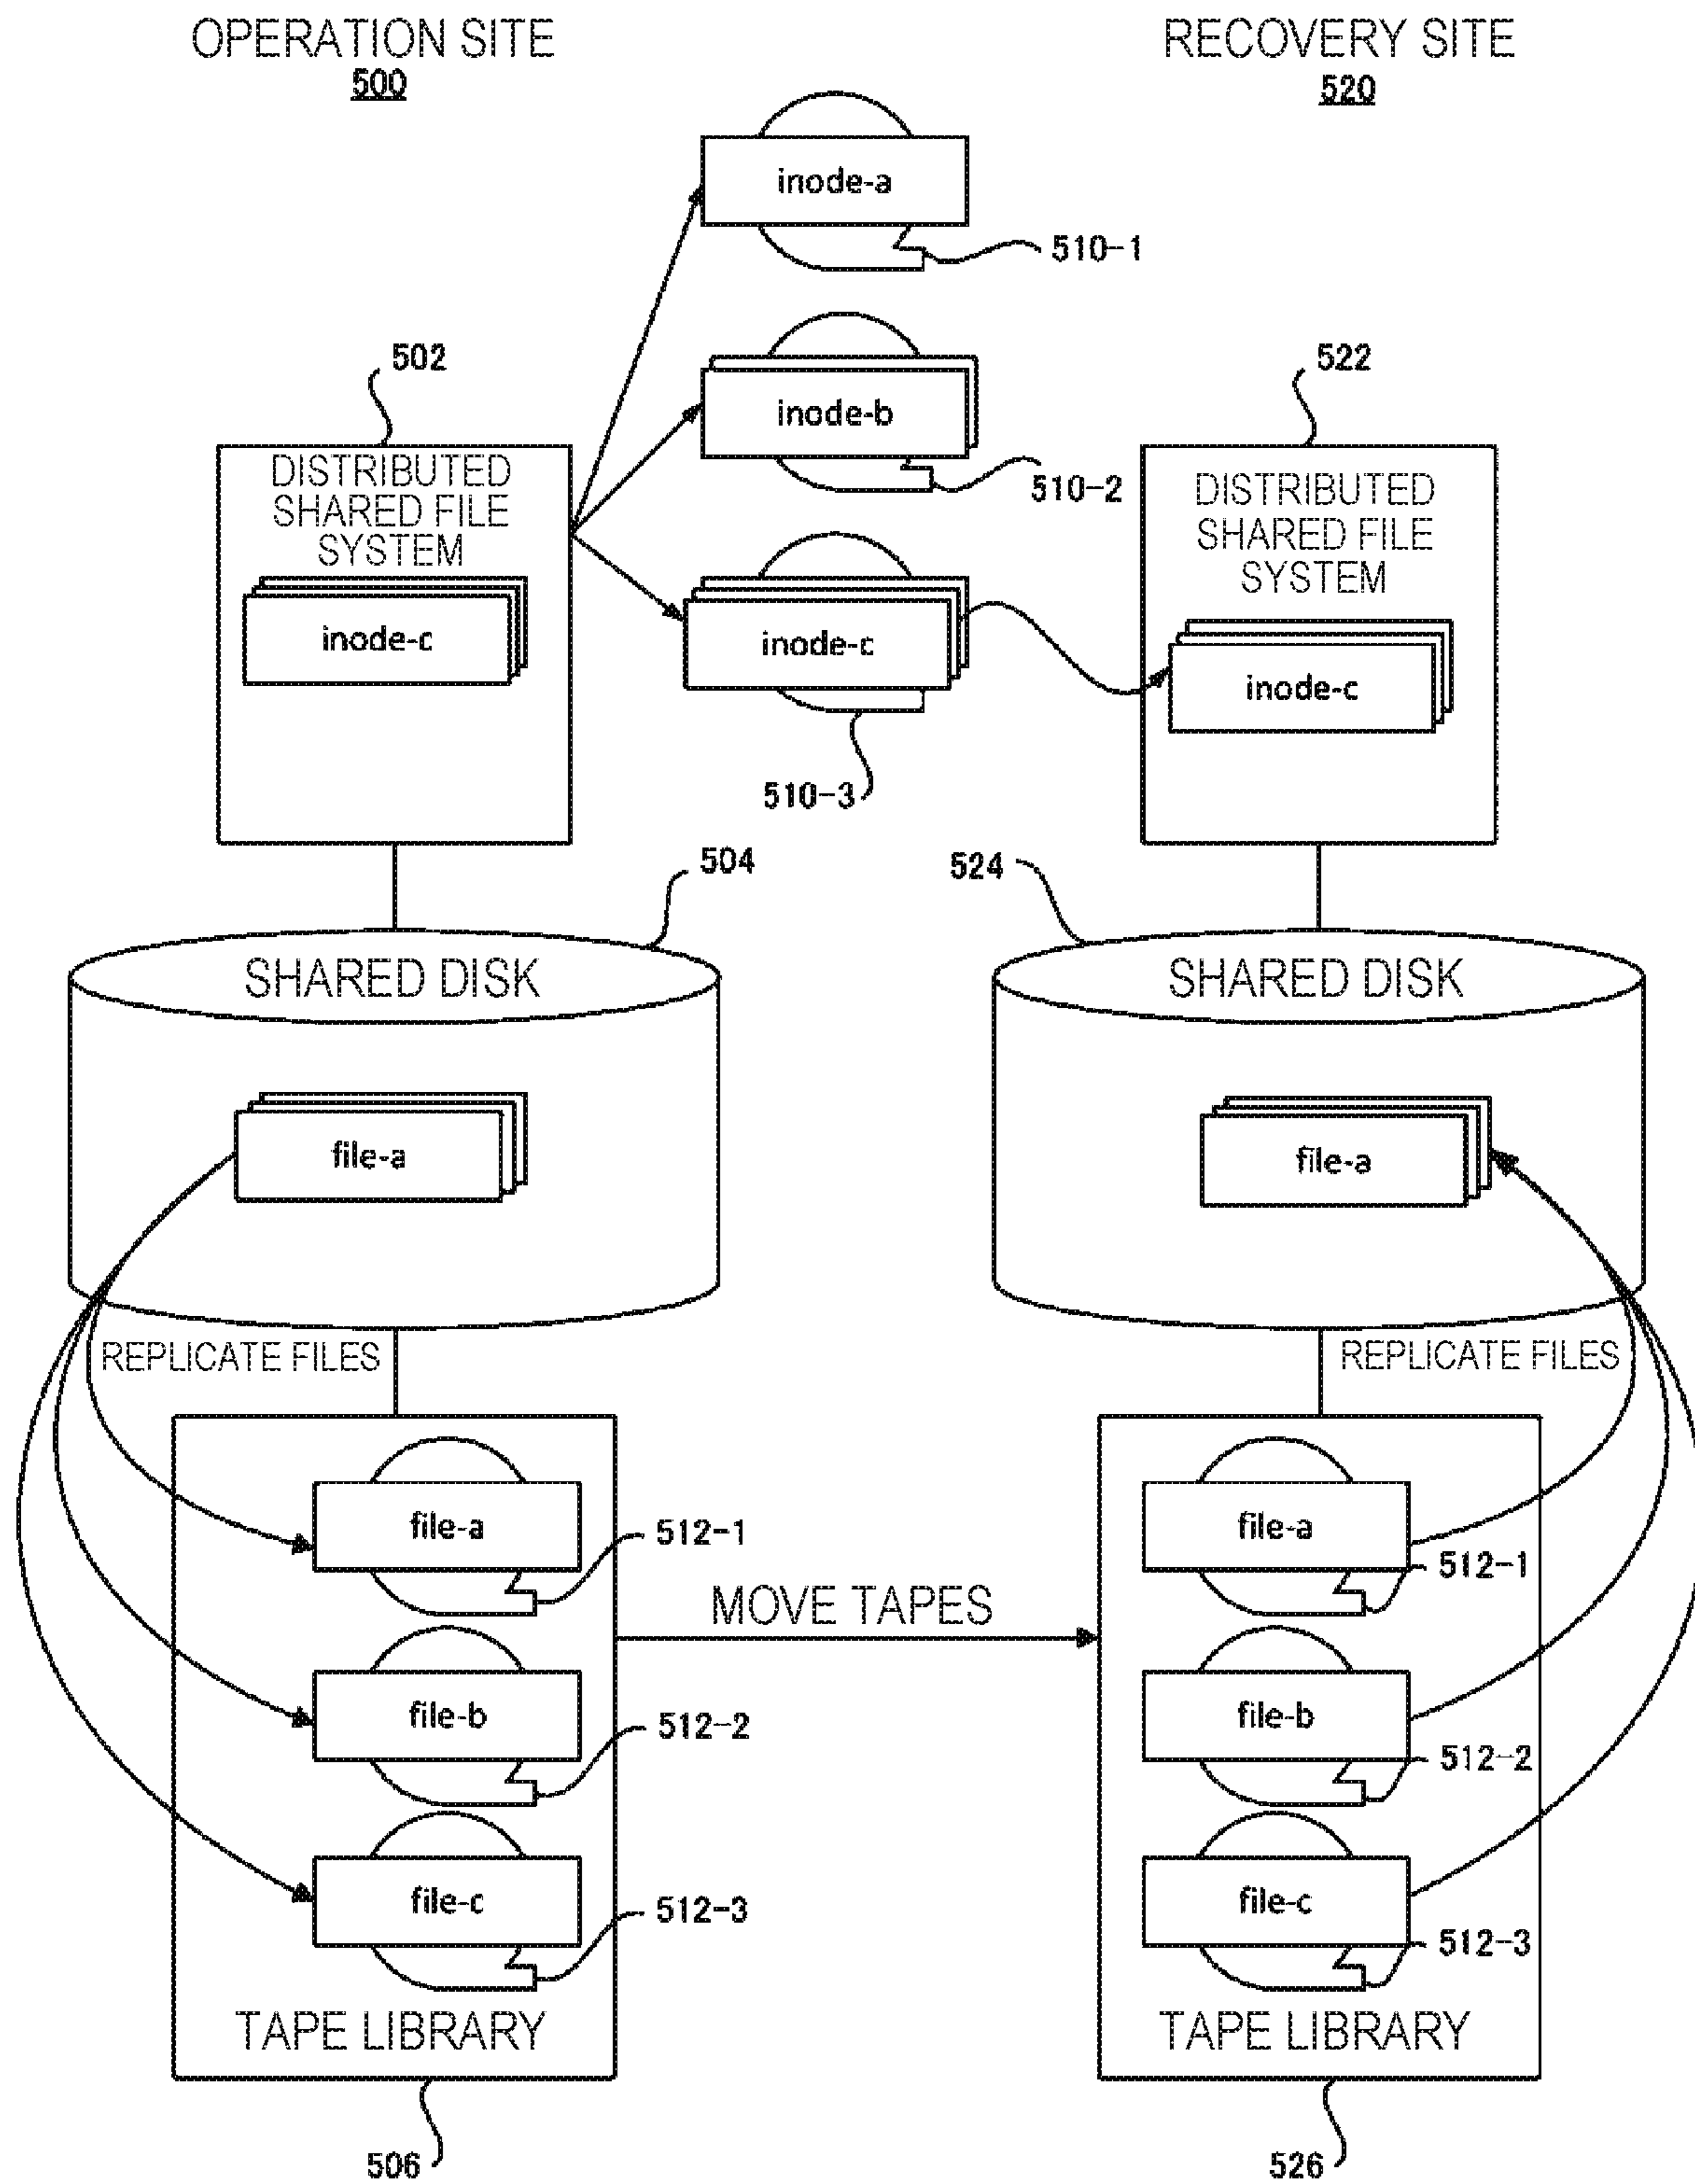 OPERATION SITE
500
RECOVERY SITE
520
inode-a
510-1
502
inode-b
510-2
522
DISTRIBUTED
SHARED FILE
SYSTEM
inode-c
inode-c
510-3
DISTRIBUTED
SHARED FILE
SYSTEM
inode-c
504
524
SHARED DISK
SHARED DISK
file-a
file-a
REPLICATE FILES
REPLICATE FILES
file-a
512-1
file-b
512-2
file-c
512-3
TAPE LIBRARY
506
MOVE TAPES
file-a
512-1
file-b
512-2
file-c
512-3
TAPE LIBRARY
526